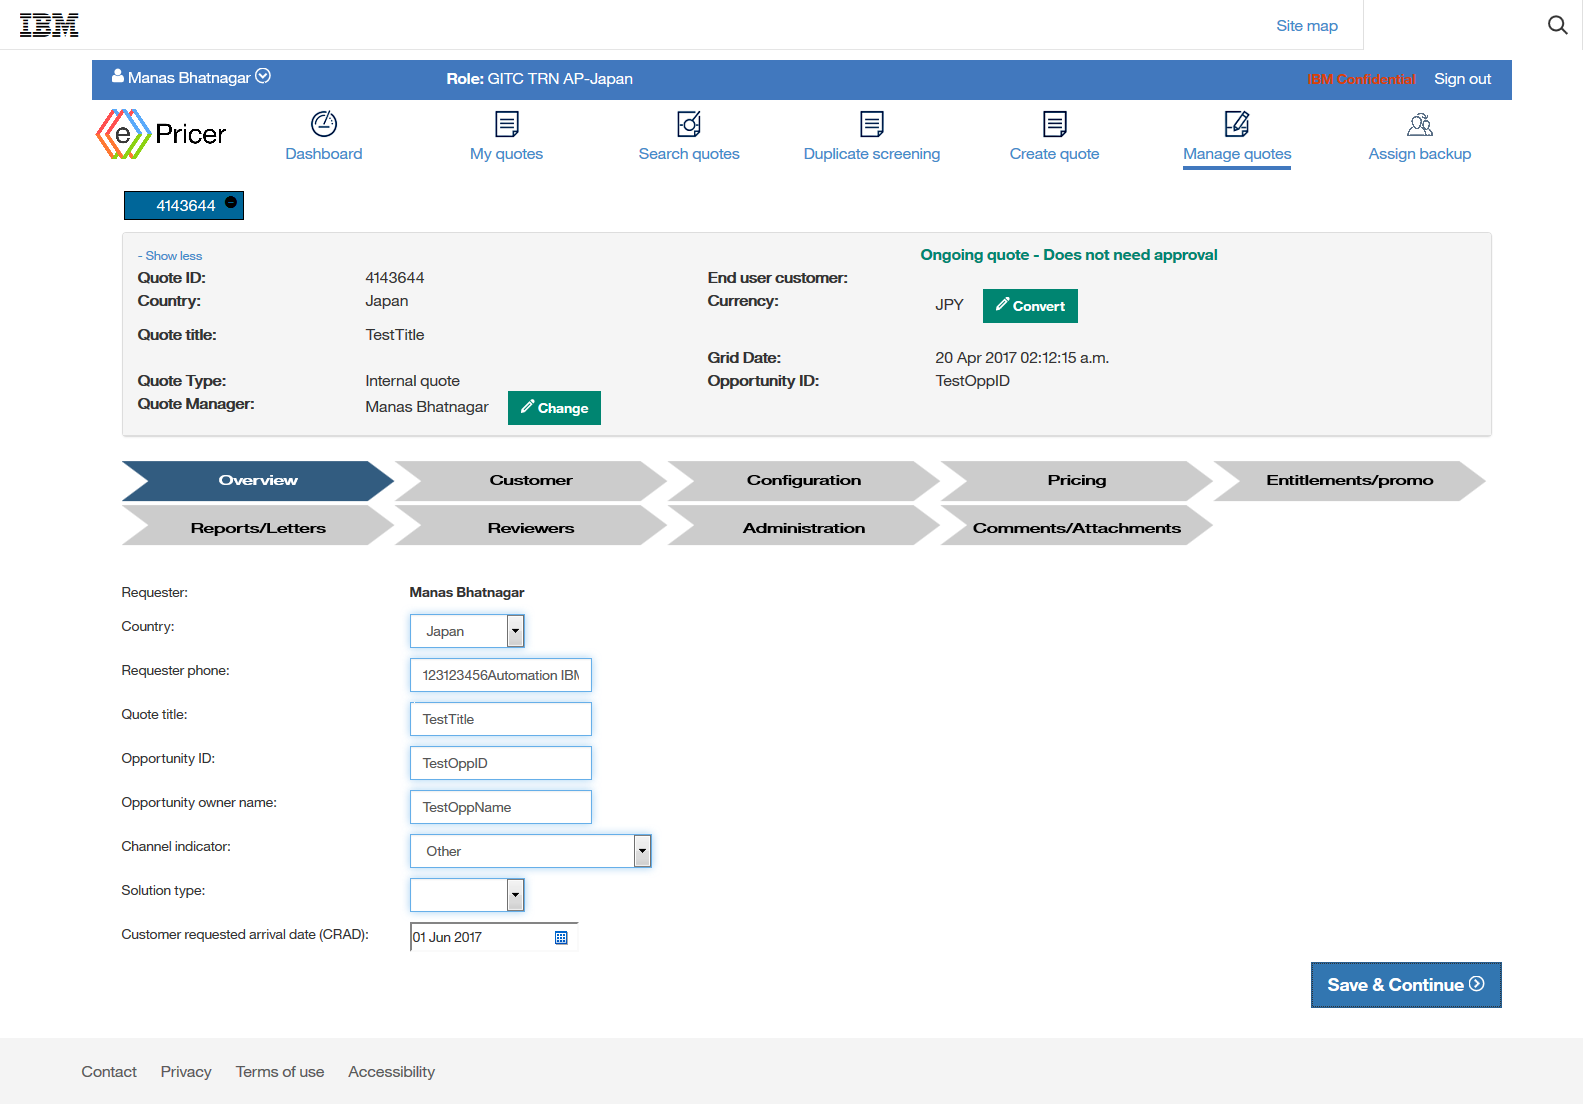 IBM
Site map
Manas Bhatnagar
Role: GITC TRN AP-Japan
IBM Confidential
Sign out
e Pricer
Dashboard
My quotes
Search quotes
Duplicate screening
Create quote
Manage quotes
Assign backup
4143644
- Show less
Ongoing quote - Does not need approval
Quote ID: 4143644
End user customer:
Country: Japan
Currency: JPY Convert
Quote title: TestTitle
Grid Date: 20 Apr 2017 02:12:15 a.m.
Quote Type: Internal quote
Opportunity ID: TestOppID
Quote Manager: Manas Bhatnagar Change
Overview
Customer
Configuration
Pricing
Entitlements/promo
Reports/Letters
Reviewers
Administration
Comments/Attachments
Requester: Manas Bhatnagar
Country: Japan
Requester phone: 123123456Automation IBM
Quote title: TestTitle
Opportunity ID: TestOppID
Opportunity owner name: TestOppName
Channel indicator: Other
Solution type:
Customer requested arrival date (CRAD): 01 Jun 2017
Save & Continue
Contact Privacy Terms of use Accessibility